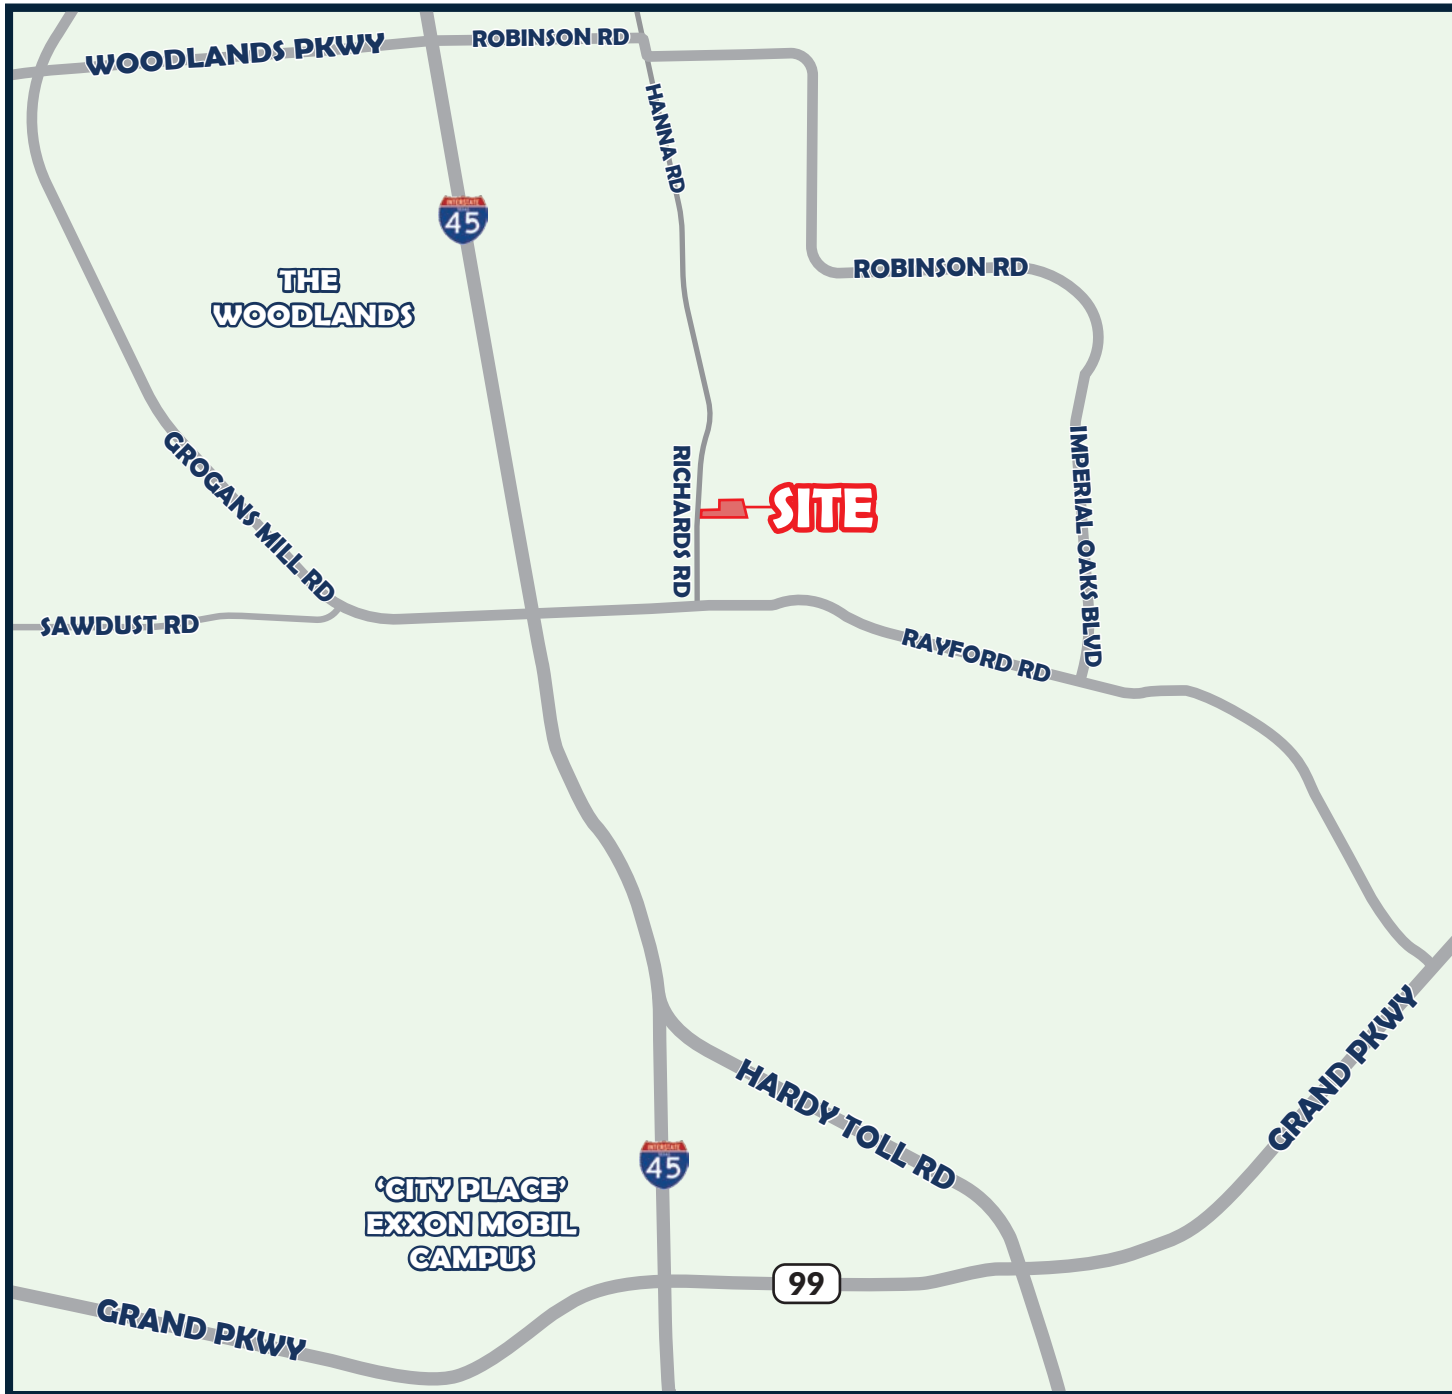 WOODLANDS PKWY
ROBINSON RD
HANNA RD
INTERSTATE
45
ROBINSON RD
THE
WOODLANDS
GROGANS MILL RD
RICHARDS RD
SITE
IMPERIAL OAKS BLVD
SAWDUST RD
RAYFORD RD
GRAND PKWY
HARDY TOLL RD
INTERSTATE
45
‘CITY PLACE’
EXXON MOBIL
CAMPUS
99
GRAND PKWY